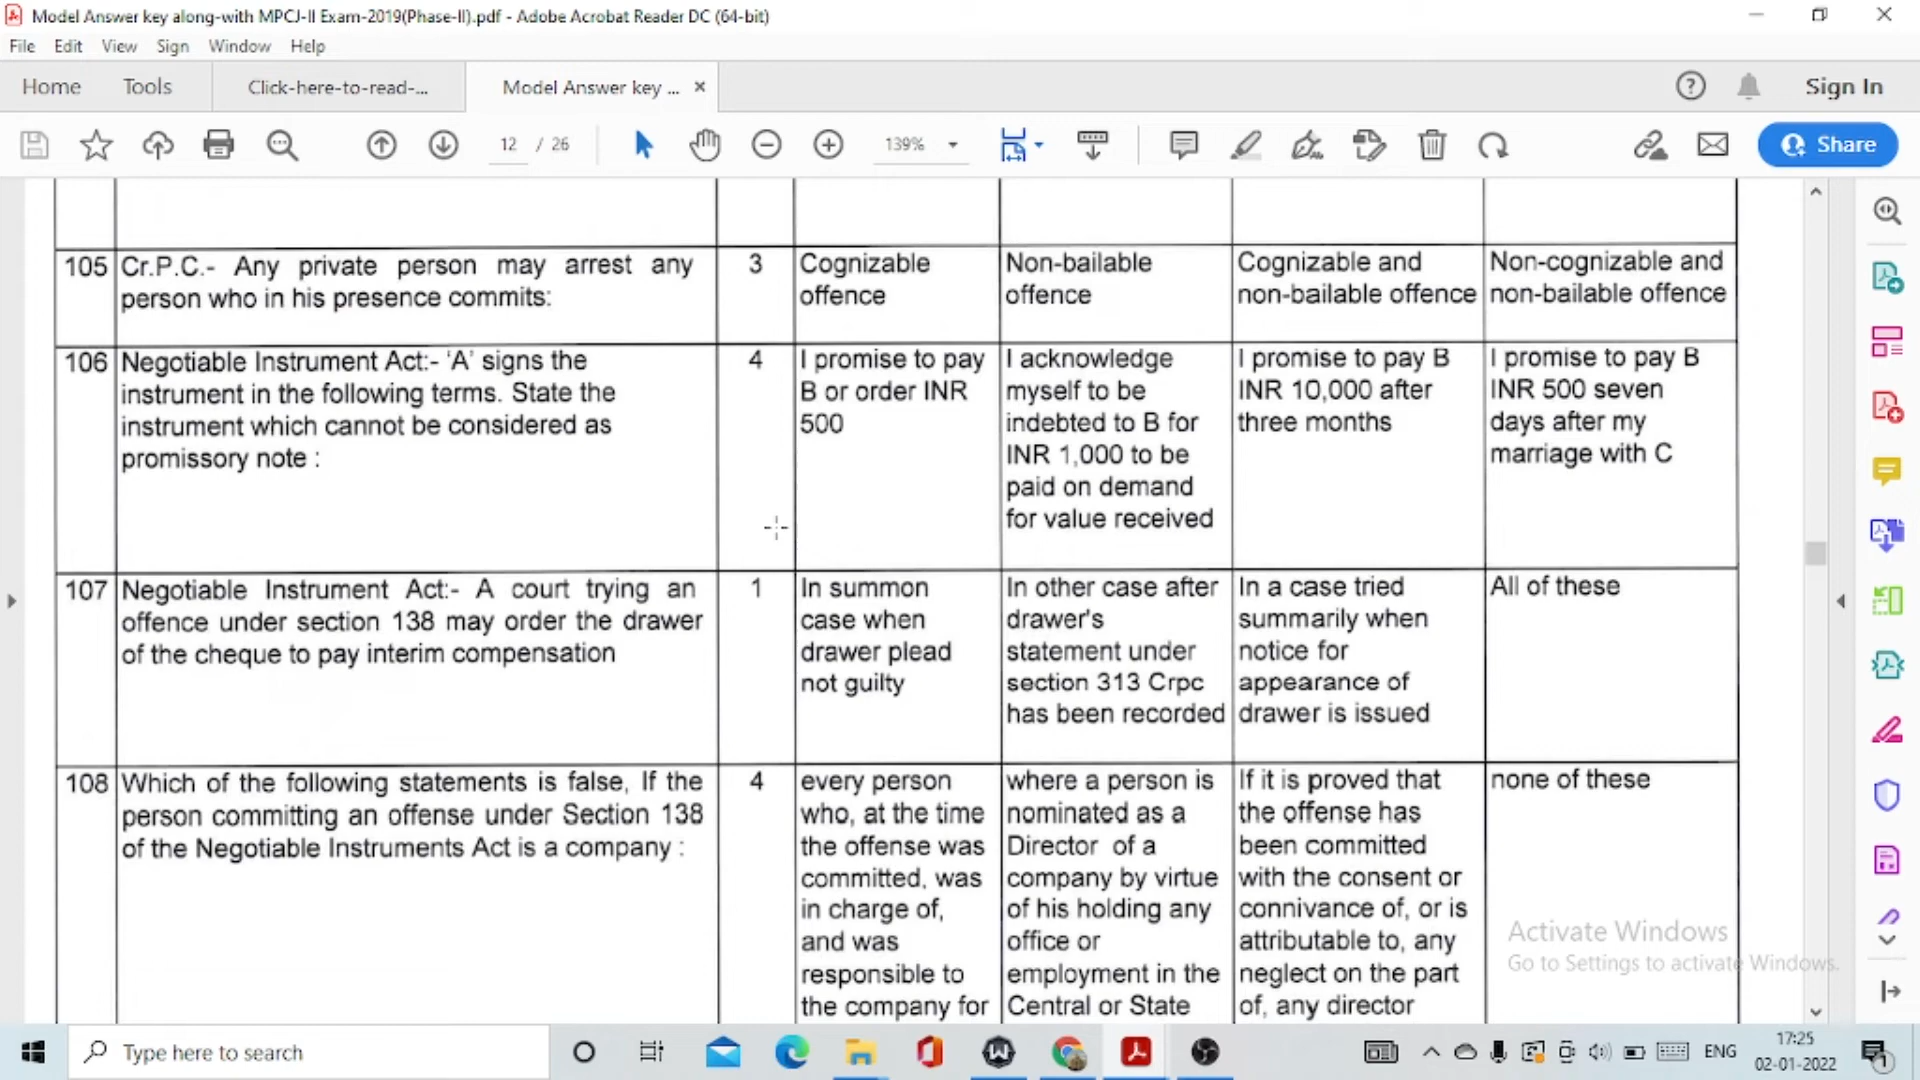 Model Answer key along-with MPCJ-II Exam-2019(Phase-II).pdf - Adobe Acrobat Reader DC (64-bit)
File Edit View Sign Window Help
Home Tools Click-here-to-read-... Model Answer key ... × Sign In
12 / 26 139% Share
105 Cr.P.C.- Any private person may arrest any
person who in his presence commits:
3
Cognizable
offence
Non-bailable
offence
Cognizable and
non-bailable offence
Non-cognizable and
non-bailable offence
106 Negotiable Instrument Act:- ‘A’ signs the
instrument in the following terms. State the
instrument which cannot be considered as
promissory note :
4
I promise to pay
B or order INR
500
I acknowledge
myself to be
indebted to B for
INR 1,000 to be
paid on demand
for value received
I promise to pay B
INR 10,000 after
three months
I promise to pay B
INR 500 seven
days after my
marriage with C
107 Negotiable Instrument Act:- A court trying an
offence under section 138 may order the drawer
of the cheque to pay interim compensation
1
In summon
case when
drawer plead
not guilty
In other case after
drawer's
statement under
section 313 Crpc
has been recorded
In a case tried
summarily when
notice for
appearance of
drawer is issued
All of these
108 Which of the following statements is false, If the
person committing an offense under Section 138
of the Negotiable Instruments Act is a company :
4
every person
who, at the time
the offense was
committed, was
in charge of,
and was
responsible to
the company for
where a person is
nominated as a
Director of a
company by virtue
of his holding any
office or
employment in the
Central or State
If it is proved that
the offense has
been committed
with the consent or
connivance of, or is
attributable to, any
neglect on the part
of, any director
none of these
Activate Windows
Go to Settings to activate Windows.
Type here to search
ENG
17:25
02-01-2022
1